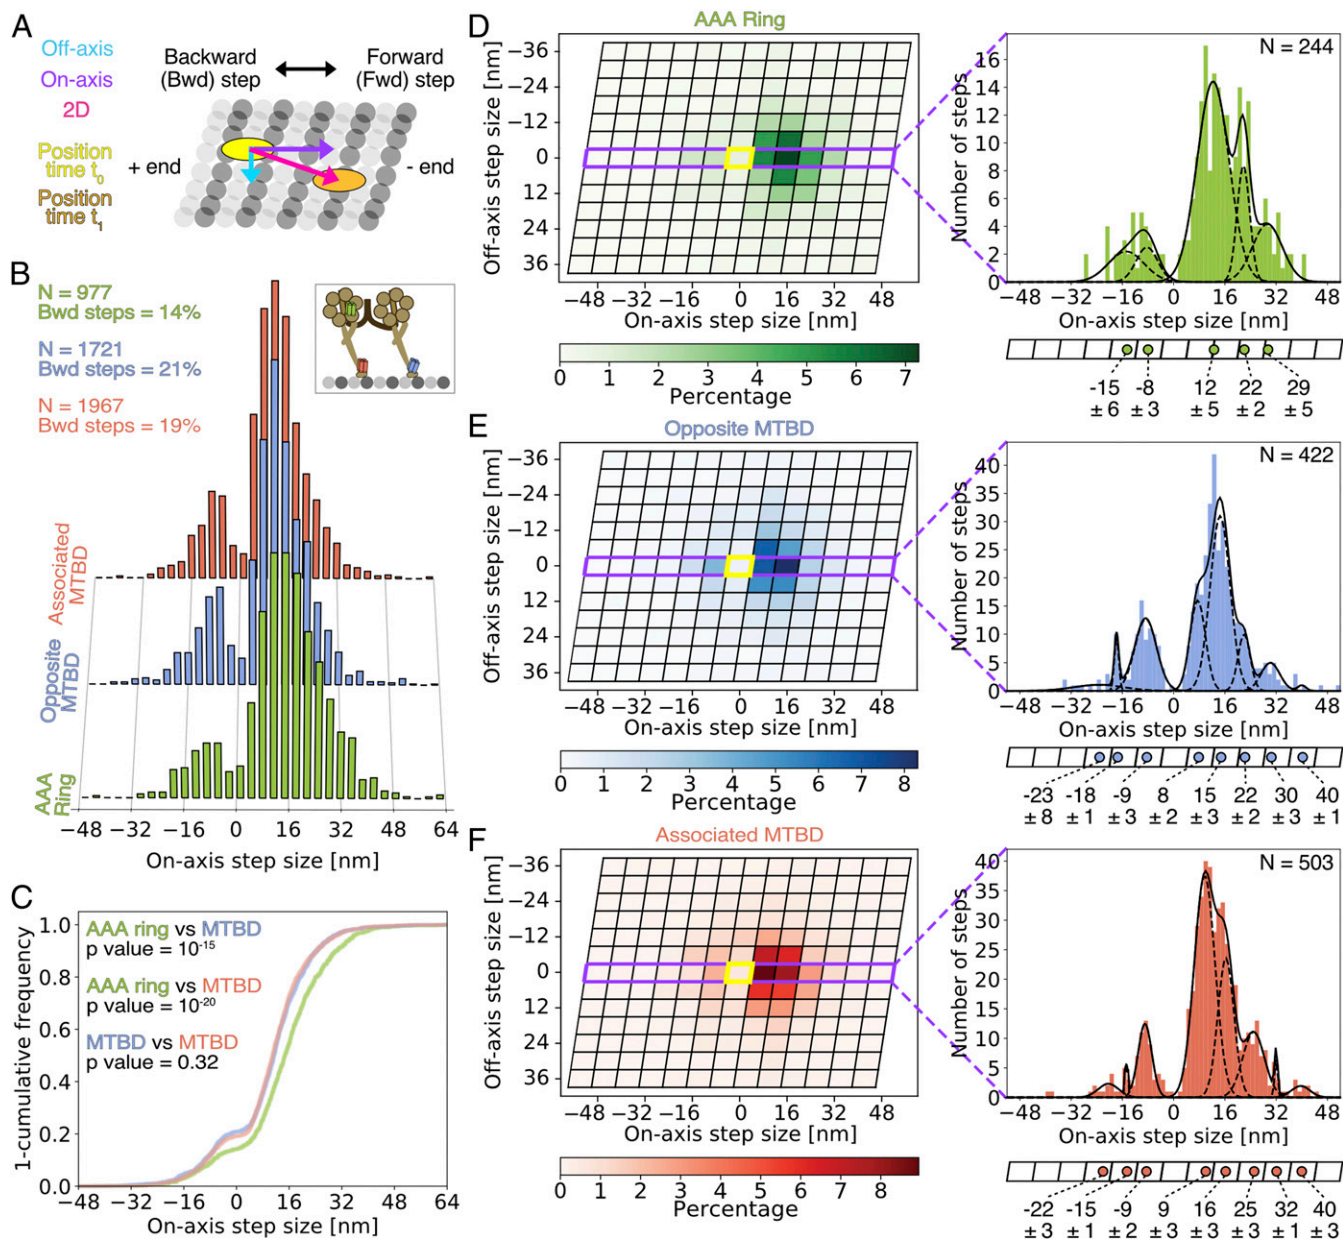 A
Off-axis
On-axis
2D
Position
time t0
Position
time t1
Backward
(Bwd) step
Forward
(Fwd) step
+ end
- end
B
N = 977
Bwd steps = 14%
N = 1721
Bwd steps = 21%
N = 1967
Bwd steps = 19%
Associated
MTBD
Opposite
MTBD
AAA
Ring
−48 −32 −16 0 16 32 48 64
On-axis step size [nm]
C
1-cumulative frequency
1.0
0.8
0.6
0.4
0.2
0.0
AAA ring vs MTBD
p value = 10-15
AAA ring vs MTBD
p value = 10-20
MTBD vs MTBD
p value = 0.32
−48 −32 −16 0 16 32 48 64
On-axis step size [nm]
D
AAA Ring
Off-axis step size [nm]
−36
−24
−12
0
12
24
36
−48 −32 −16 0 16 32 48
On-axis step size [nm]
0 1 2 3 4 5 6 7
Percentage
N = 244
Number of steps
16
14
12
10
8
6
4
2
0
−48 −32 −16 0 16 32 48
On-axis step size [nm]
-15 -8 12 22 29
± 6 ± 3 ± 5 ± 2 ± 5
E
Opposite MTBD
Off-axis step size [nm]
−36
−24
−12
0
12
24
36
−48 −32 −16 0 16 32 48
On-axis step size [nm]
0 1 2 3 4 5 6 7 8
Percentage
N = 422
Number of steps
40
35
30
25
20
15
10
5
0
−48 −32 −16 0 16 32 48
On-axis step size [nm]
-23 -18 -9 8 15 22 30 40
± 8 ± 1 ± 3 ± 2 ± 3 ± 2 ± 3 ± 1
F
Associated MTBD
Off-axis step size [nm]
−36
−24
−12
0
12
24
36
−48 −32 −16 0 16 32 48
On-axis step size [nm]
0 1 2 3 4 5 6 7 8
Percentage
N = 503
Number of steps
40
35
30
25
20
15
10
5
0
−48 −32 −16 0 16 32 48
On-axis step size [nm]
-22 -15 -9 9 16 25 32 40
± 3 ± 1 ± 2 ± 3 ± 3 ± 3 ± 1 ± 3